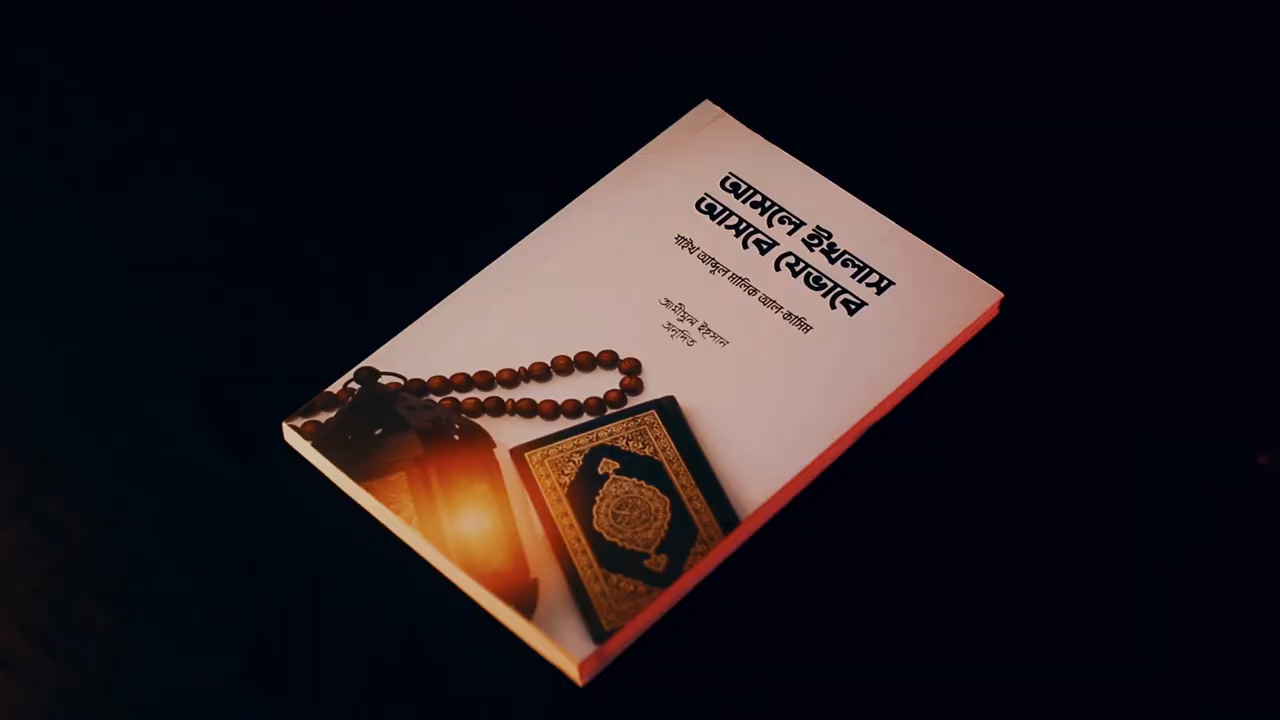 আমলে ইখলাস
আসবে যেভাবে
শাইখ আব্দুল মালিক আল-কাসিম
আমীমুল ইহসান
অনূদিত